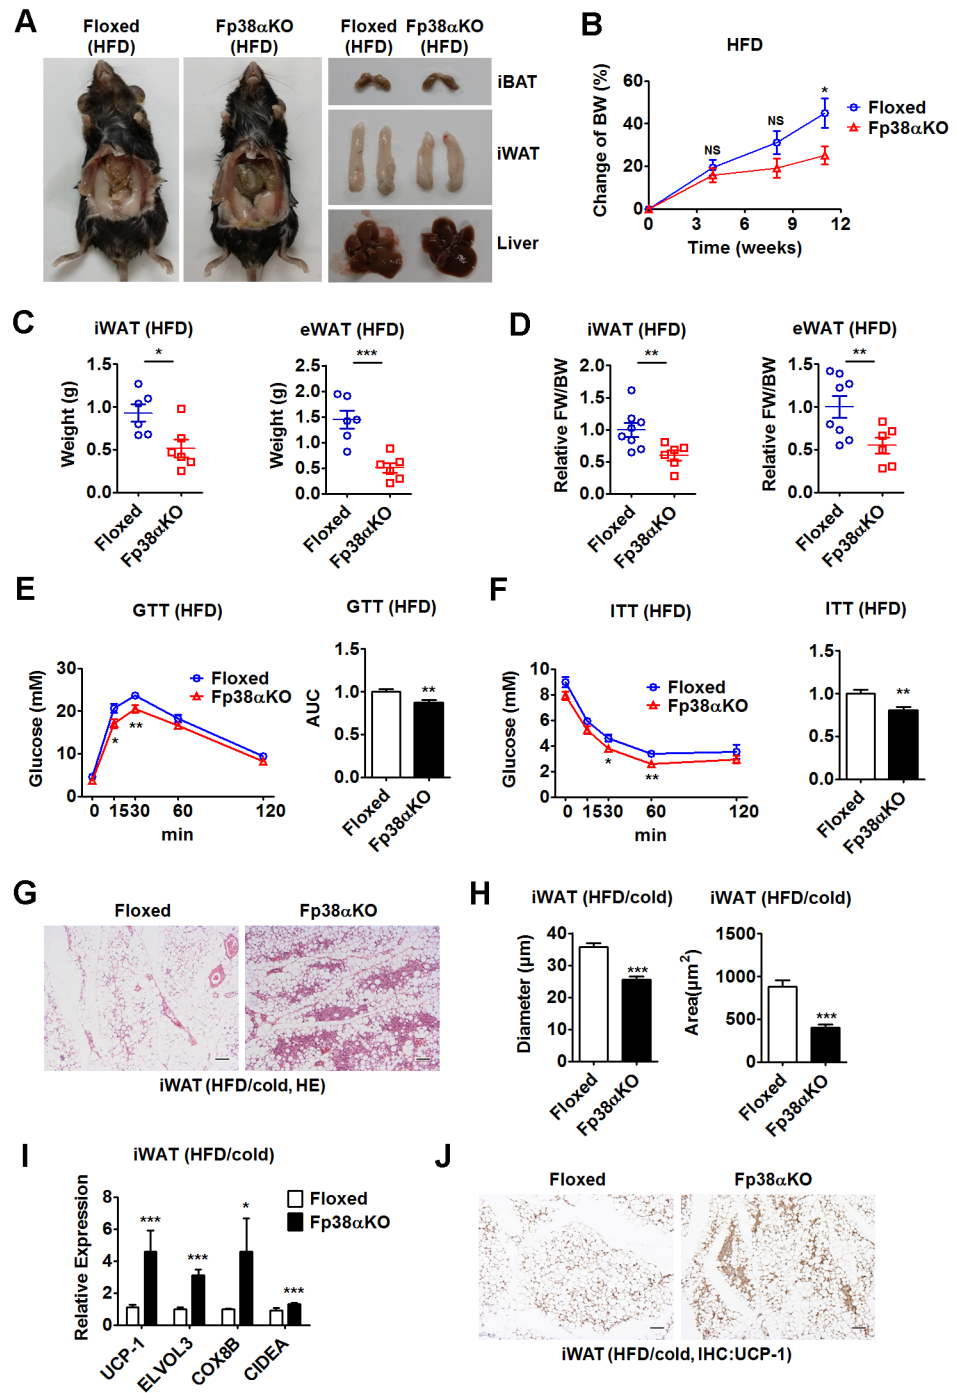 A
Floxed
(HFD)
Fp38αKO
(HFD)
Floxed
(HFD)
Fp38αKO
(HFD)
iBAT
iWAT
Liver
B
HFD
Change of BW (%)
60
40
20
0
NS
NS
*
Floxed
Fp38αKO
0
3
6
9
12
Time (weeks)
C
iWAT (HFD)
*
Weight (g)
1.5
1.0
0.5
0.0
Floxed
Fp38αKO
eWAT (HFD)
***
Weight (g)
2.5
2.0
1.5
1.0
0.5
0.0
Floxed
Fp38αKO
D
iWAT (HFD)
**
Relative FW/BW
2.0
1.5
1.0
0.5
0.0
Floxed
Fp38αKO
eWAT (HFD)
**
Relative FW/BW
1.5
1.0
0.5
0.0
Floxed
Fp38αKO
E
GTT (HFD)
Glucose (mM)
30
20
10
0
Floxed
Fp38αKO
*
**
0
15
30
60
120
min
GTT (HFD)
AUC
1.5
1.0
0.5
0.0
**
Floxed
Fp38αKO
F
ITT (HFD)
Glucose (mM)
10
8
6
4
2
0
Floxed
Fp38αKO
*
**
0
15
30
60
120
min
ITT (HFD)
1.5
1.0
0.5
0.0
**
Floxed
Fp38αKO
G
Floxed
Fp38αKO
iWAT (HFD/cold, HE)
H
iWAT (HFD/cold)
Diameter (μm)
40
30
20
10
0
***
Floxed
Fp38αKO
iWAT (HFD/cold)
Area(μm²)
1500
1000
500
0
***
Floxed
Fp38αKO
I
iWAT (HFD/cold)
Relative Expression
8
6
4
2
0
Floxed
Fp38αKO
***
***
*
***
UCP-1
ELVOL3
COX8B
CIDEA
J
Floxed
Fp38αKO
iWAT (HFD/cold, IHC:UCP-1)